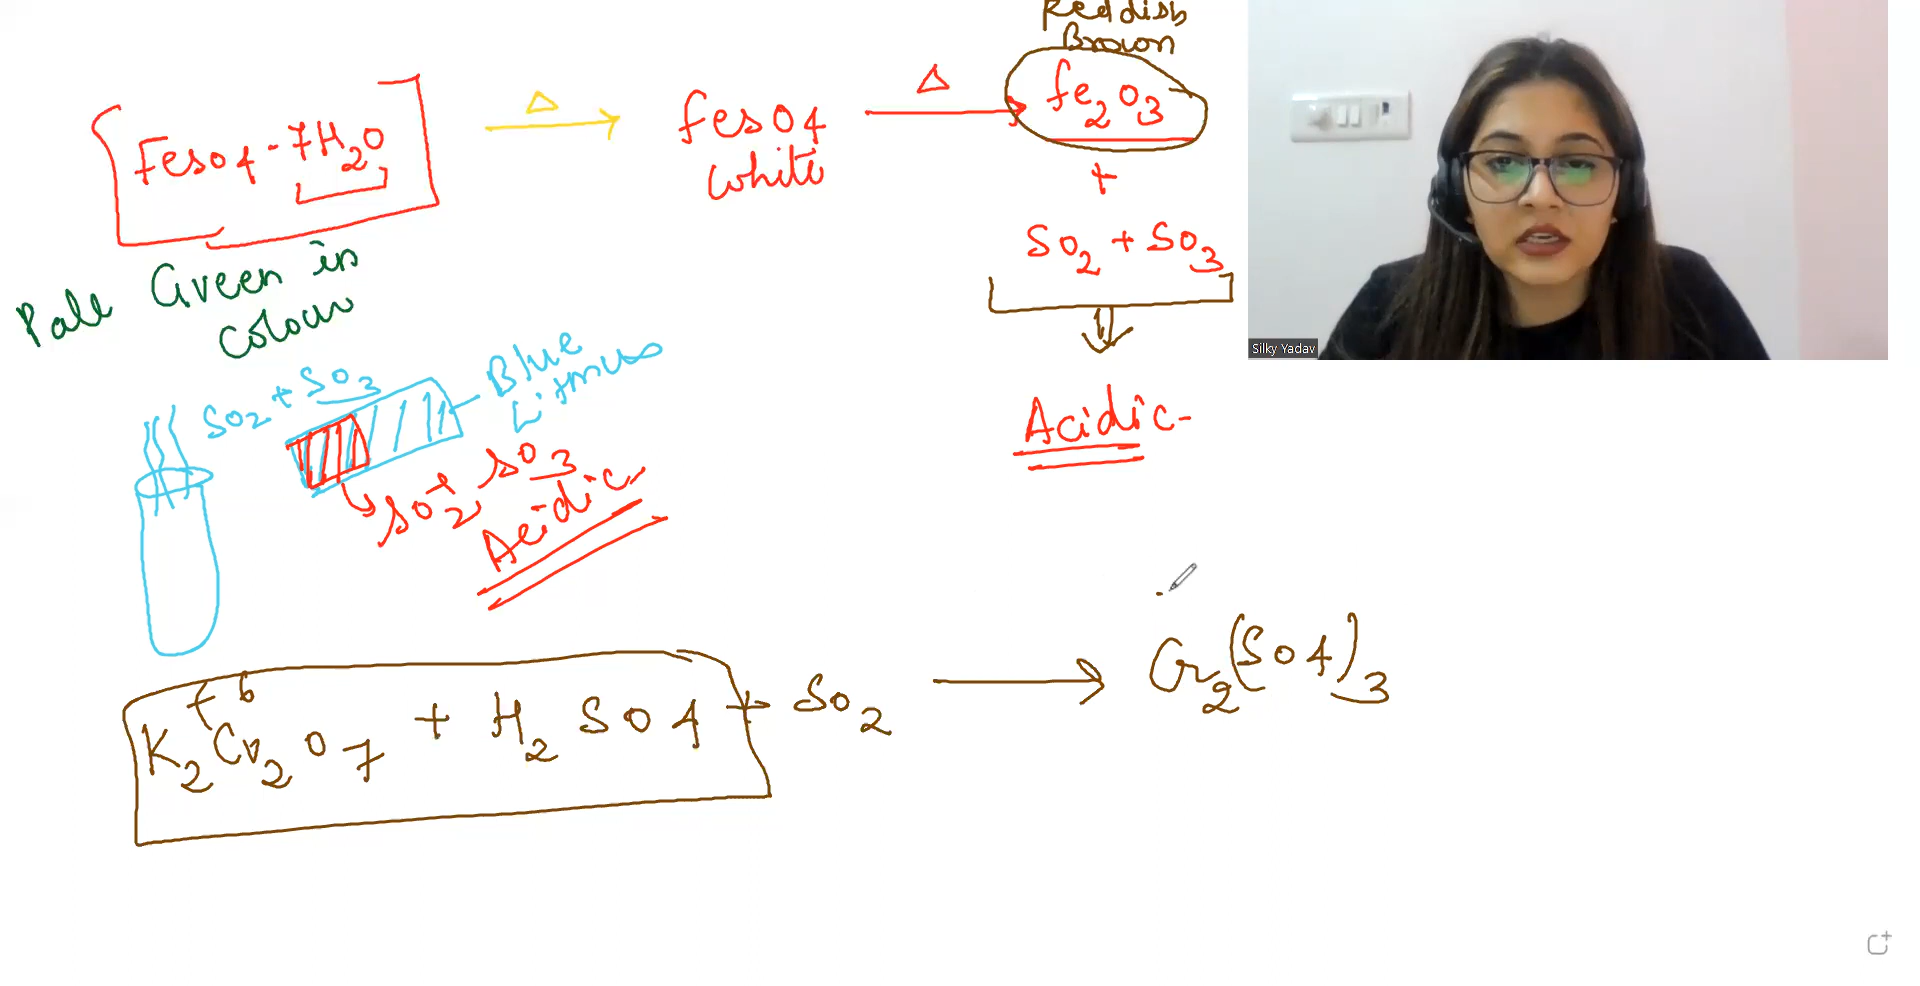 Reddish
Brown
FeSO4 · 7H2O Δ FeSO4 Δ Fe2O3
White
+
SO2 + SO3
Pale Green in
Colour
Silky Yadav
SO2 + SO3
Blue
Litmus
Acidic
SO2 + SO3
Acidic
+6
K2Cr2O7 + H2SO4 + SO2 → Cr2(SO4)3